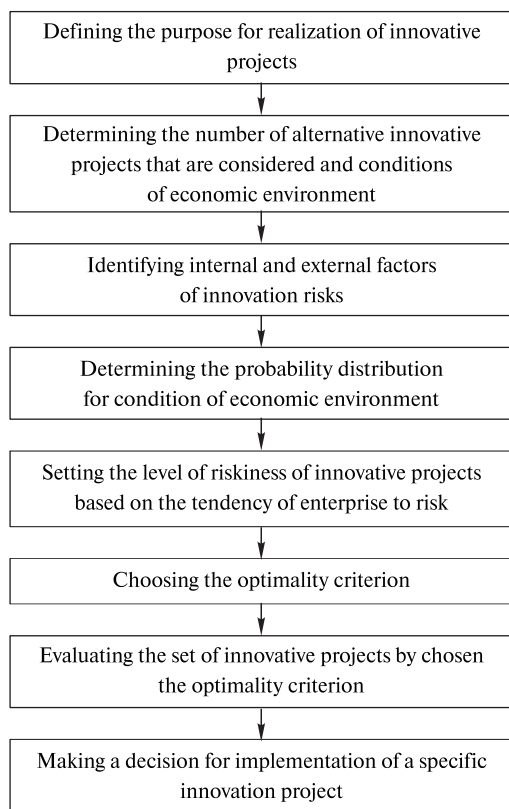 Defining the purpose for realization of innovative
projects
Determining the number of alternative innovative
projects that are considered and conditions
of economic environment
Identifying internal and external factors
of innovation risks
Determining the probability distribution
for condition of economic environment
Setting the level of riskiness of innovative projects
based on the tendency of enterprise to risk
Choosing the optimality criterion
Evaluating the set of innovative projects by chosen
the optimality criterion
Making a decision for implementation of a specific
innovation project